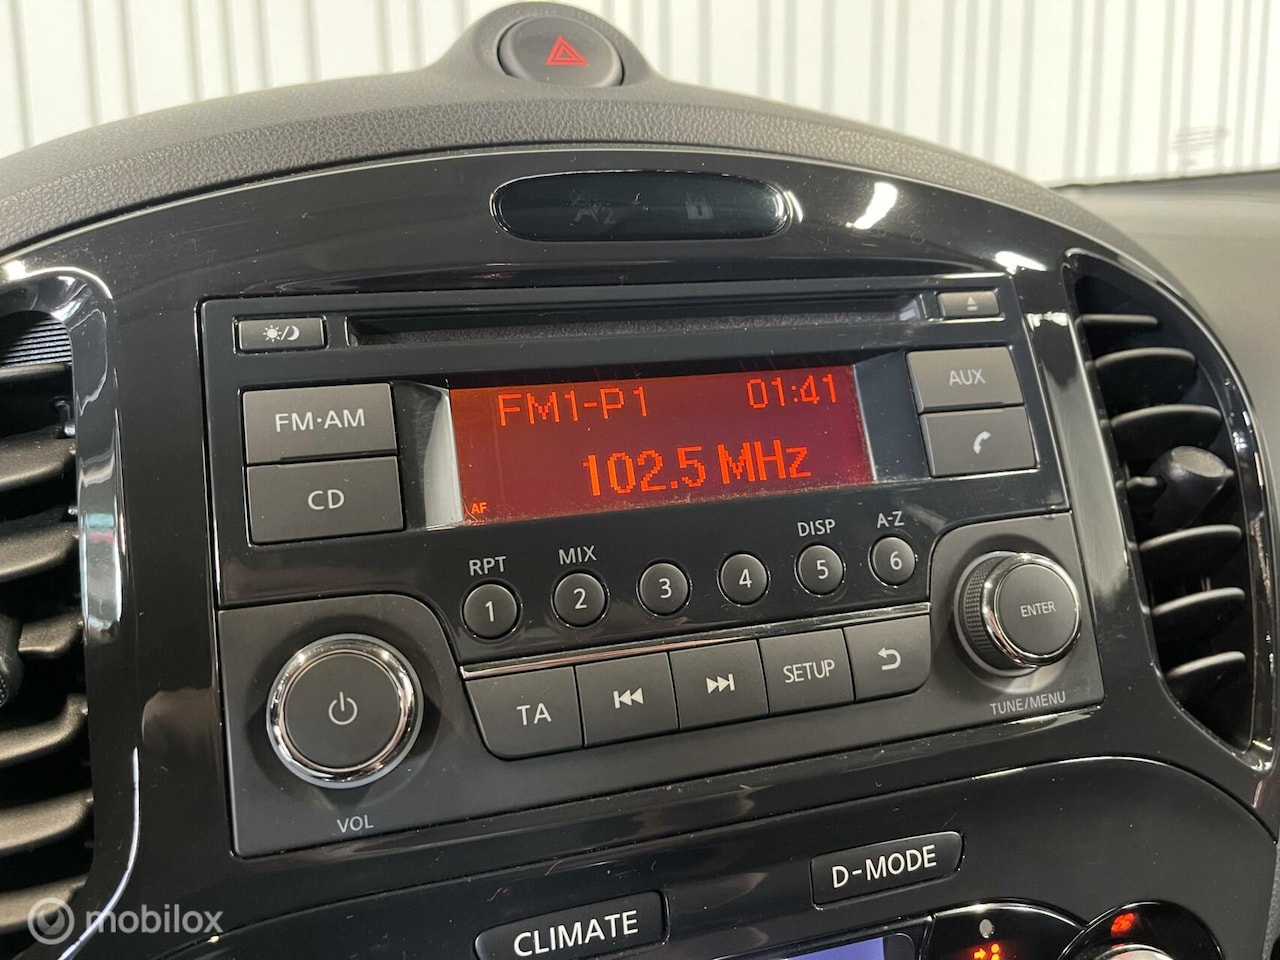 FM·AM
CD
FM1-P1 01:41
102.5 MHz
AF
AUX
RPT MIX DISP A-Z
1 2 3 4 5 6
ENTER
TUNE/MENU
TA SETUP
VOL
D-MODE
CLIMATE
mobilox